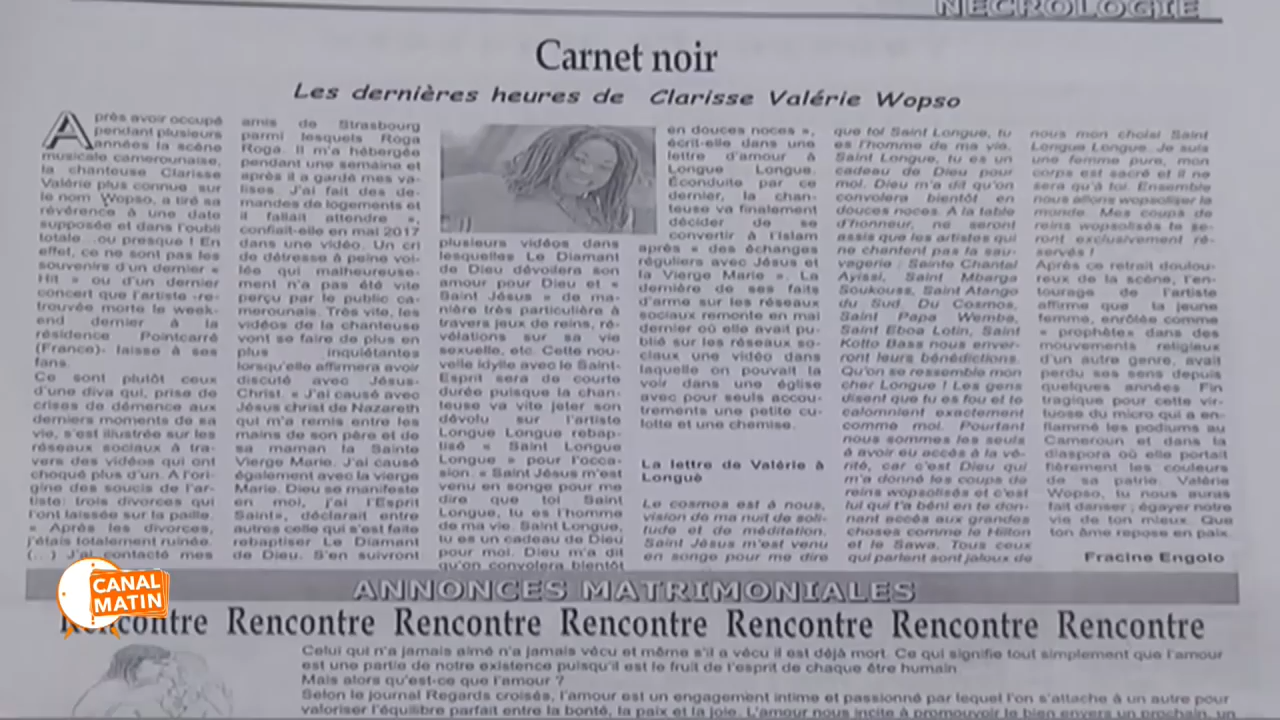 NECROLOGIE
Carnet noir
Les dernières heures de Clarisse Valérie Wopso
Après avoir occupé
pendant plusieurs
années la scène
musicale camerounaise,
la chanteuse Clarisse
Valérie plus connue sur
le nom Wopso, a tiré sa
révérence à une date
supposée et dans l'oubli
totale ..ou presque ! En
effet, ce ne sont pas les
souvenirs d'un dernier «
Hit » ou d'un dernier
concert que l'artiste -re-
trouvée morte le week-
end dernier à la
résidence Pointcarré
(France)- laisse à ses
fans.
Ce sont plutôt ceux
d'une diva qui, prise de
crises de démence aux
derniers moments de sa
vie, s'est illustrée sur les
réseaux sociaux à tra-
vers des vidéos qui ont
choqué plus d'un. A l'ori-
gine des soucis de l'ar-
tiste: trois divorces qui
l'ont laissée sur la paille.
« Après les divorces,
j'étais totalement ruinée.
(...) J'ai contacté mes
amis de Strasbourg
parmi lesquels Roga
Roga. Il m'a hébergée
pendant une semaine et
après il a gardé mes va-
lises. J'ai fait des de-
mandes de logements et
il fallait attendre »,
confiait-elle en mai 2017
dans une vidéo. Un cri
de détresse à peine voi-
lée qui malheureuse-
ment n'a pas été vite
perçu par le public ca-
merounais. Très vite, les
vidéos de la chanteuse
vont se faire de plus en
plus inquiétantes
lorsqu'elle affirmera avoir
discuté avec Jésus-
Christ. « J'ai causé avec
Jésus christ de Nazareth
qui m'a remis entre les
mains de son père et de
sa maman la Sainte
Vierge Marie. J'ai causé
également avec la vierge
Marie. Dieu se manifeste
en moi, j'ai l'Esprit
Saint», déclarait entre
autres celle qui s'est faite
rebaptiser Le Diamant
de Dieu. S'en suivront
plusieurs vidéos dans
lesquelles Le Diamant
de Dieu dévoilera son
amour pour Dieu et «
Saint Jésus » de ma-
nière très particulière à
travers jeux de reins, ré-
vélations sur sa vie
sexuelle, etc. Cette nou-
velle idylle avec le Saint-
Esprit sera de courte
durée puisque la chan-
teuse va vite jeter son
dévolu sur l'artiste
Longue Longue rebap-
tisé « Saint Longue
Longue » pour l'occa-
sion. « Saint Jésus m'est
venu en songe pour me
dire que toi Saint
Longue, tu es l'homme
de ma vie. Saint Longue,
tu es un cadeau de Dieu
pour moi. Dieu m'a dit
qu'on convolera bientôt
en douces noces »,
écrit-elle dans une
lettre d'amour à
Longue Longue.
Éconduite par ce
dernier, la chan-
teuse va finalement
décider de se
convertir à l'Islam
après « des échanges
réguliers avec Jésus et
la Vierge Marie ». La
dernière de ses faits
d'arme sur les réseaux
sociaux remonte en mai
dernier où elle avait pu-
blié sur les réseaux so-
ciaux une vidéo dans
laquelle on pouvait la
voir dans une église
avec pour seuls accou-
trements une petite cu-
lotte et une chemise.
La lettre de Valérie à
Longuè
Le cosmos est à nous,
vision de ma nuit de soli-
tude et de méditation.
Saint Jésus m'est venu
en songe pour me dire
que toi Saint Longue, tu
es l'homme de ma vie.
Saint Longue, tu es un
cadeau de Dieu pour
moi. Dieu m'a dit qu'on
convolera bientôt en
douces noces. A la table
d'honneur, ne seront
assis que les artistes qui
ne chantent pas la sau-
vagerie : Sainte Chantal
Ayissi, Saint Mbarga
Soukouss, Saint Atango
du Sud. Du Cosmos,
Saint Papa Wemba,
Saint Eboa Lotin, Saint
Kotto Bass nous enver-
ront leurs bénédictions.
Qu'on se ressemble mon
cher Longue ! Les gens
disent que tu es fou et te
calomnient exactement
comme moi. Pourtant
nous sommes les seuls
à avoir eu accès à la vé-
rité, car c'est Dieu qui
m'a donné les coups de
reins wopsolisés et c'est
lui qui t'a béni en te don-
nant accès aux grandes
choses comme le Hilton
et le Sawa. Tous ceux
qui parlent sont jaloux de
nous mon choisi Saint
Longue Longue. Je suis
une femme pure, mon
corps est sacré et il ne
sera qu'à toi. Ensemble
nous allons wopsoliser la
monde. Mes coups de
reins wopsolisés te se-
ront exclusivement ré-
servés !
Après ce retrait doulou-
reux de la scène, l'en-
tourage de l'artiste
affirme que la jeune
femme, enrôlée comme
« prophète» dans des
mouvements religieux
d'un autre genre, avait
perdu ses sens depuis
quelques années. Fin
tragique pour cette vir-
tuose du micro qui a en-
flammé les podiums au
Cameroun et dans la
diaspora où elle portait
fièrement les couleurs
de sa patrie. Valérie
Wopso, tu nous auras
fait danser ; égayer notre
vie de ton mieux. Que
ton âme repose en paix.
Fracine Engolo
ANNONCES MATRIMONIALES
Rencontre Rencontre Rencontre Rencontre Rencontre Rencontre Rencontre
CANAL
MATIN
Celui qui n'a jamais aimé n'a jamais vécu et même s'il a vécu il est déjà mort. Ce qui signifie tout simplement que l'amour
est une partie de notre existence puisqu'il est le fruit de l'esprit de chaque être humain.
Mais alors qu'est-ce que l'amour ?
Selon le journal Regards croisés, l'amour est un engagement intime et passionné par lequel l'on s'attache à un autre pour
valoriser l'équilibre parfait entre la bonté, la paix et la joie. L'amour nous incite à promouvoir le bien envers un prochain, un